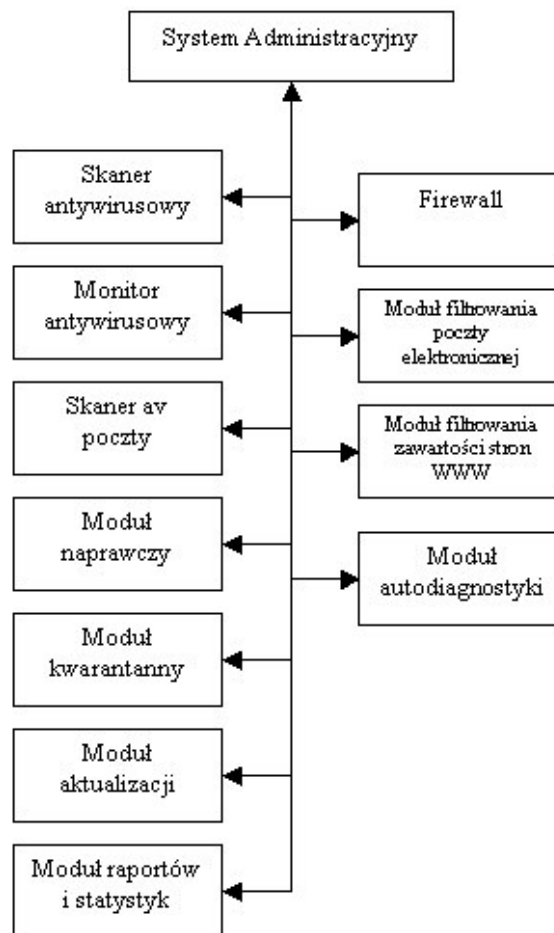 System Administracyjny
Skaner
antywirusowy
Monitor
antywirusowy
Skaner av
poczty
Moduł
naprawczy
Moduł
kwarantanny
Moduł
aktualizacji
Moduł raportów
i statystyk
Firewall
Moduł filtrowania
poczty
elektronicznej
Moduł filtrowania
zawartości stron
WWW
Moduł
autodiagnostyki